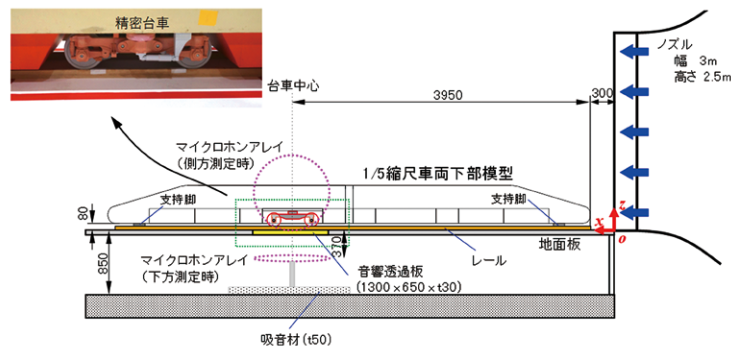 精密台車
ノズル
幅 3m
高さ 2.5m
台車中心
3950
300
マイクロホンアレイ
(側方測定時)
1/5縮尺車両下部模型
支持脚
支持脚
80
z
x
o
地面板
370
レール
850
マイクロホンアレイ
(下方測定時)
音響透過板
(1300×650×t30)
吸音材(t50)